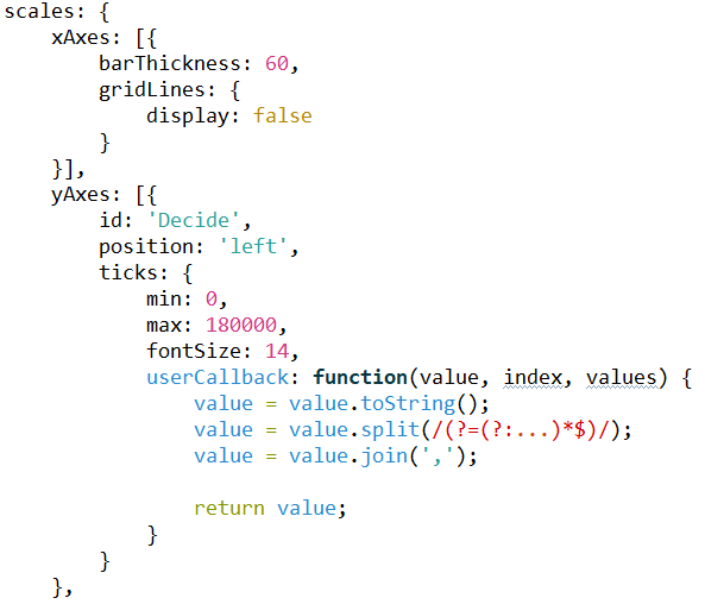 scales: {
    xAxes: [{
        barThickness: 60,
        gridLines: {
            display: false
        }
    }],
    yAxes: [{
        id: 'Decide',
        position: 'left',
        ticks: {
            min: 0,
            max: 180000,
            fontSize: 14,
            userCallback: function(value, index, values) {
                value = value.toString();
                value = value.split(/(?=(?:...)*$)/);
                value = value.join(',');

                return value;
            }
        }
    },